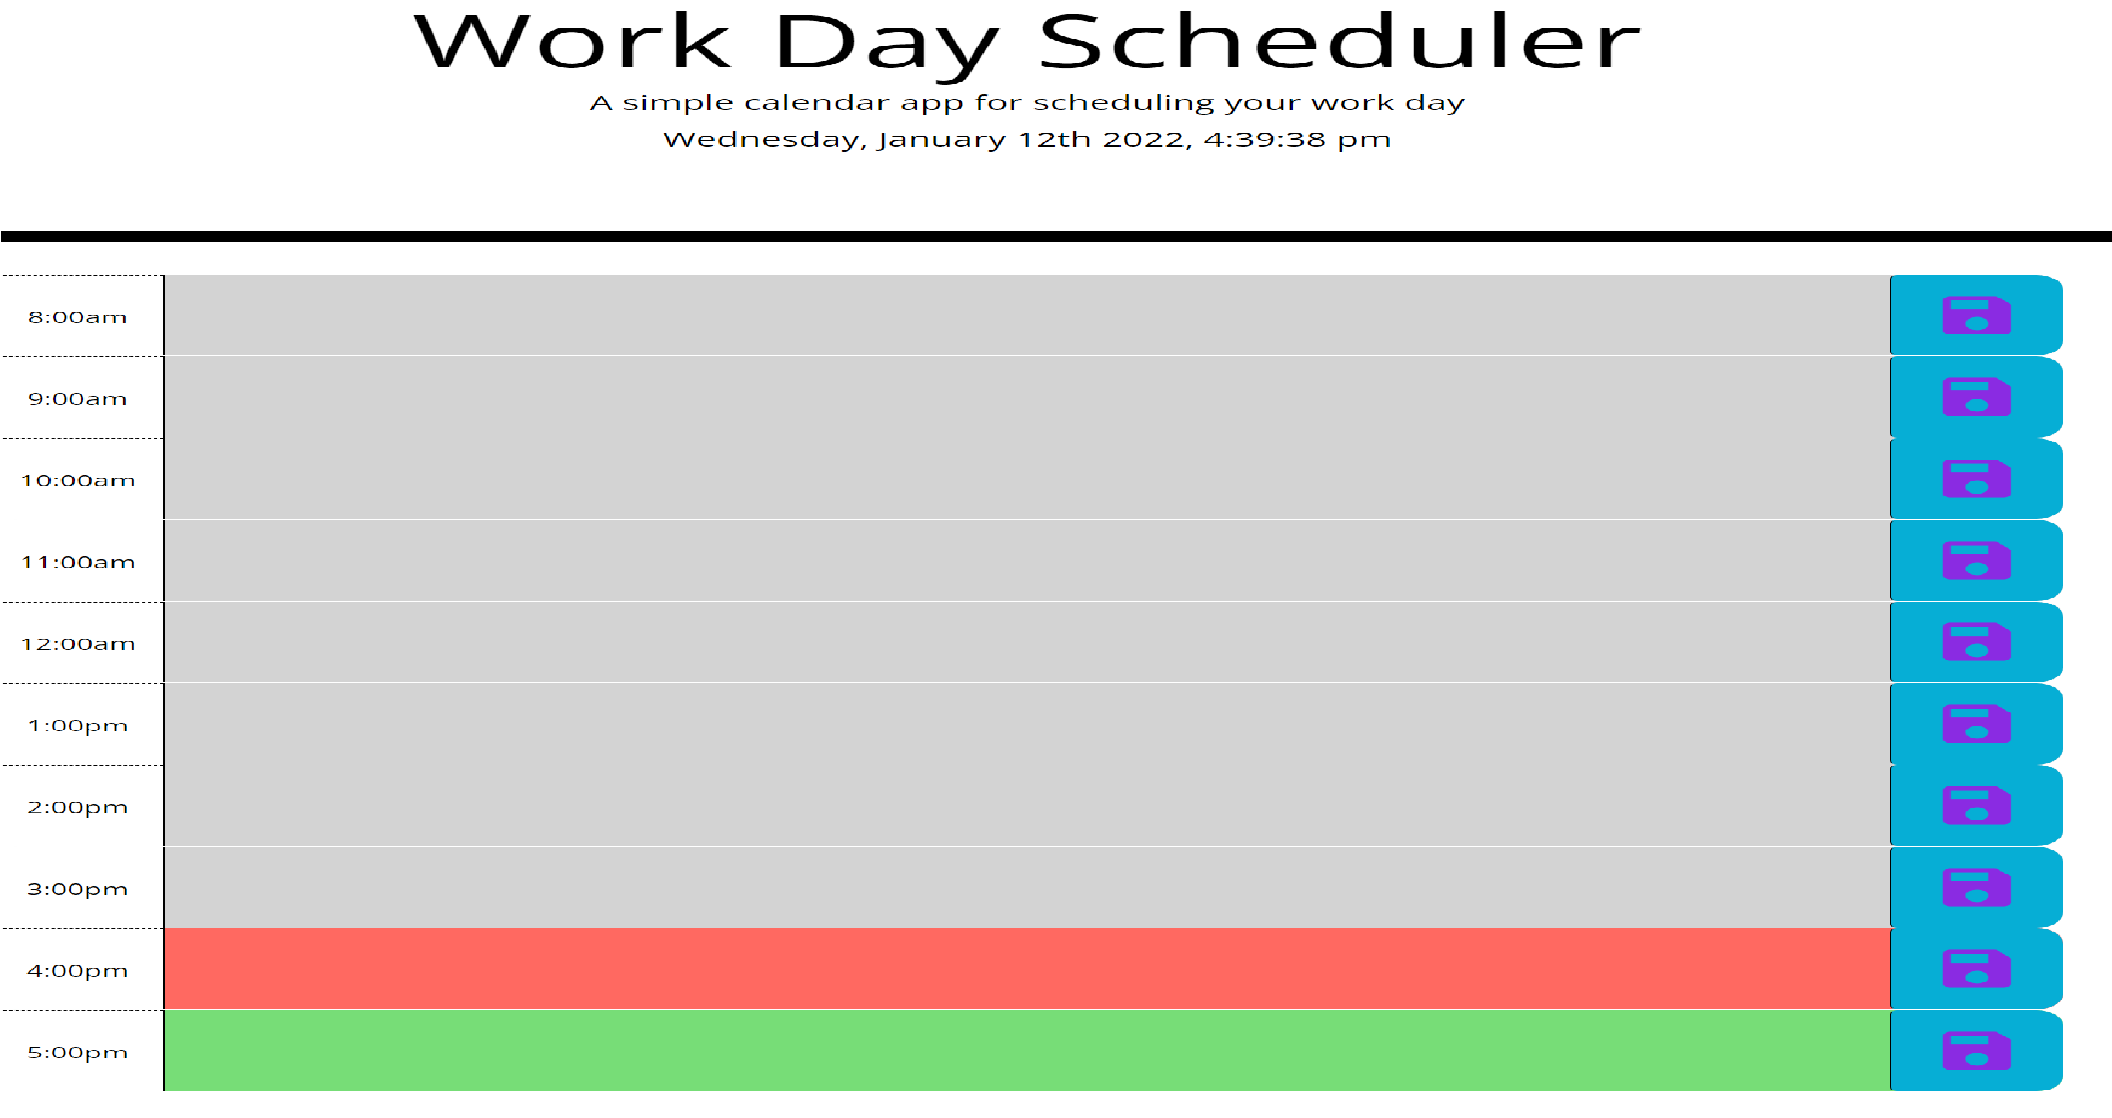 Work Day Scheduler
A simple calendar app for scheduling your work day
Wednesday, January 12th 2022, 4:39:38 pm
8:00am
9:00am
10:00am
11:00am
12:00am
1:00pm
2:00pm
3:00pm
4:00pm
5:00pm